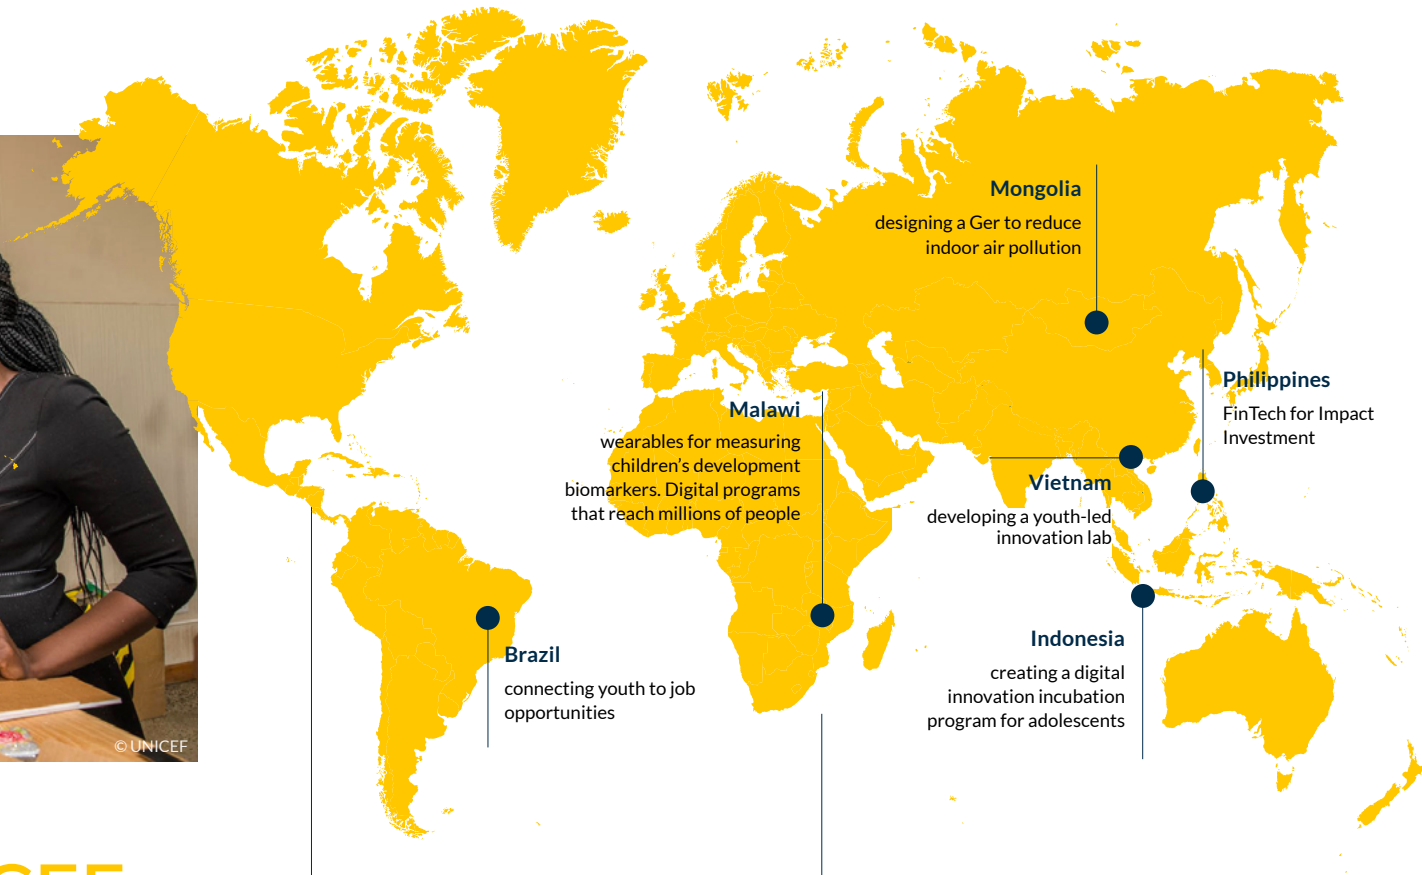 Mongolia
designing a Ger to reduce
indoor air pollution
Philippines
FinTech for Impact
Investment
Malawi
wearables for measuring
children's development
biomarkers. Digital programs
that reach millions of people
Vietnam
developing a youth-led
innovation lab
Brazil
connecting youth to job
opportunities
Indonesia
creating a digital
innovation incubation
program for adolescents
© UNICEF